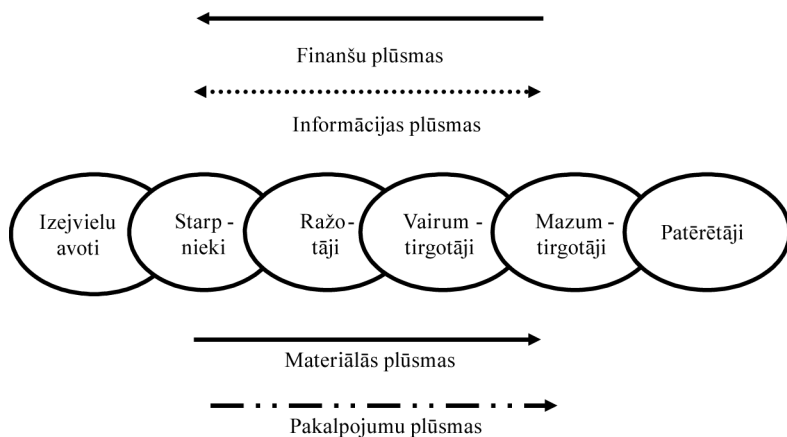 Finanšu plūsmas
Informācijas plūsmas
Izejvielu
avoti
Starp -
nieki
Ražo-
tāji
Vairum -
tirgotāji
Mazum -
tirgotāji
Patērētāji
Materiālās plūsmas
Pakalpojumu plūsmas